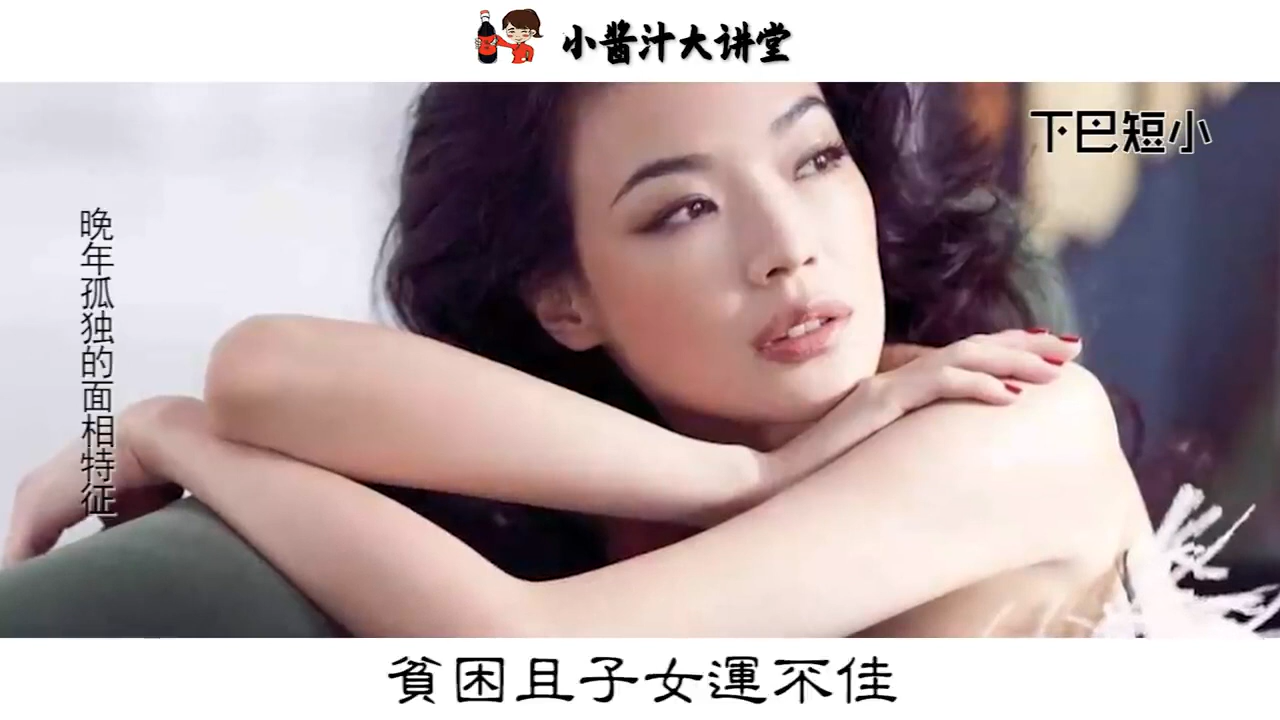 小酱汁大讲堂
下巴短小
晚年孤独的面相特征
貧困且子女運不佳